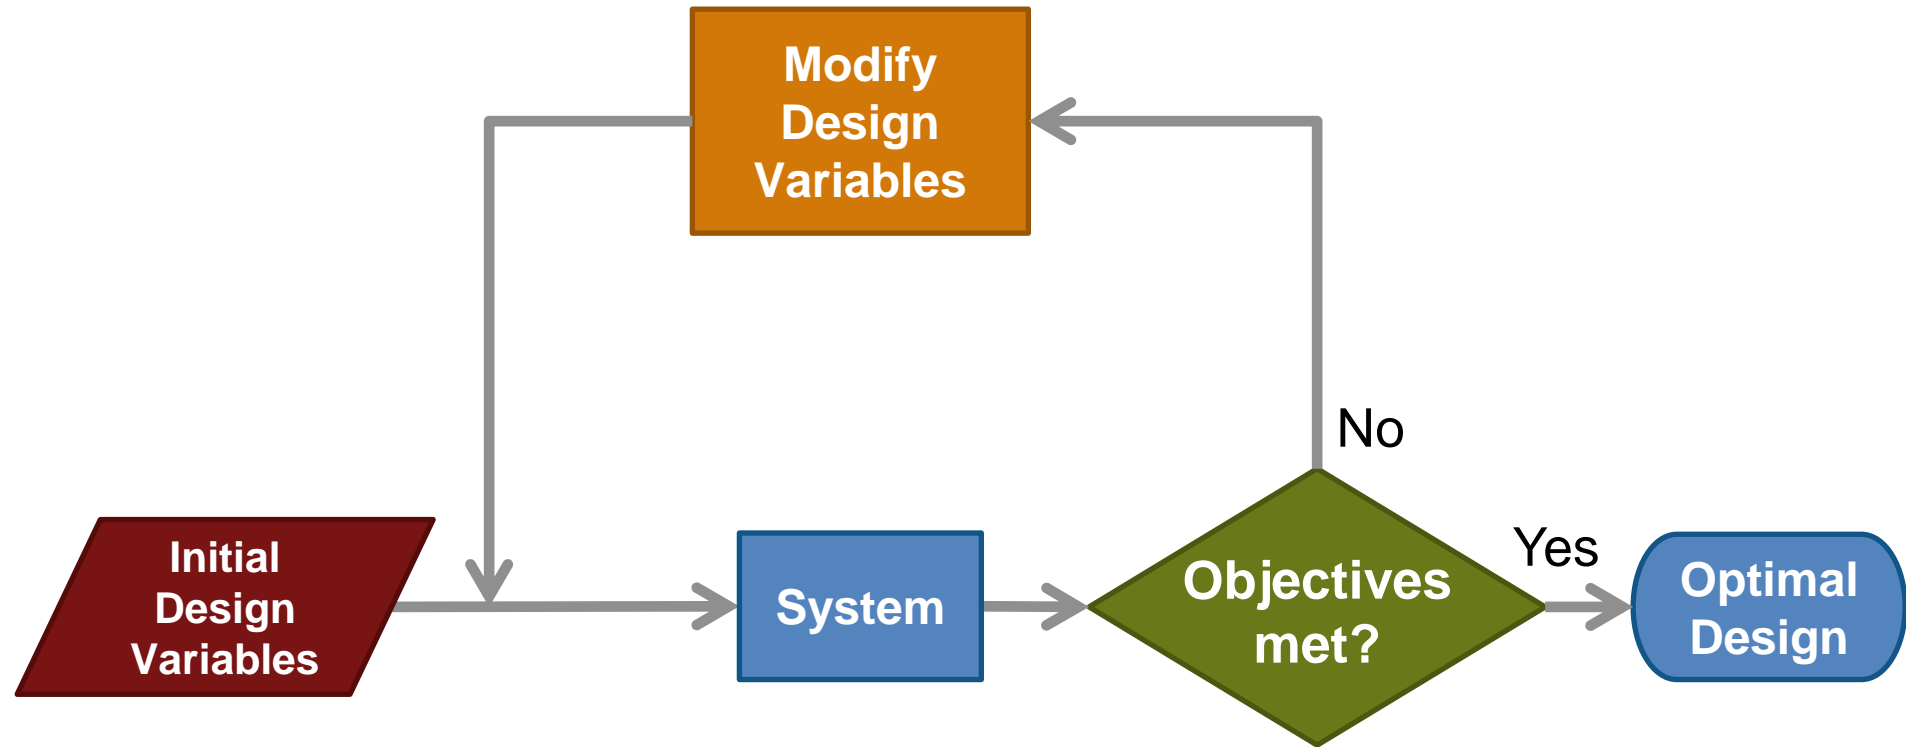 Modify
Design
Variables
No
Initial
Design
Variables
System
Objectives
met?
Yes
Optimal
Design